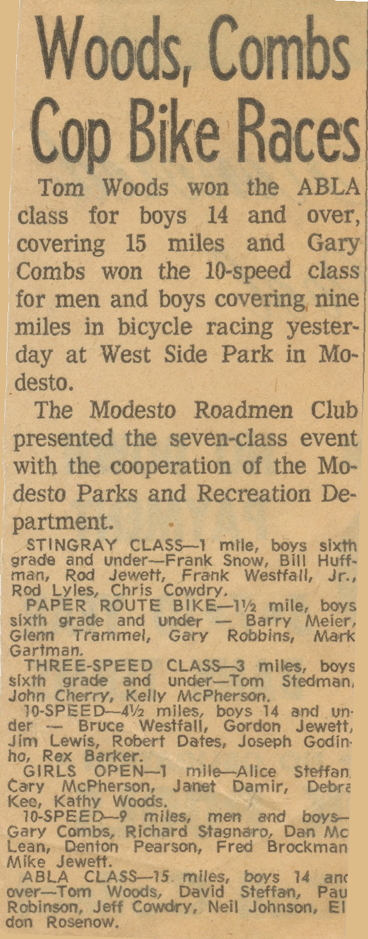 Woods, Combs
Cop Bike Races
Tom Woods won the ABLA
class for boys 14 and over,
covering 15 miles and Gary
Combs won the 10-speed class
for men and boys covering nine
miles in bicycle racing yester-
day at West Side Park in Mo-
desto.
The Modesto Roadmen Club
presented the seven-class event
with the cooperation of the Mo-
desto Parks and Recreation De-
partment.
STINGRAY CLASS—1 mile, boys sixth
grade and under—Frank Snow, Bill Huff-
man, Rod Jewett, Frank Westfall, Jr.,
Rod Lyles, Chris Cowdry.
PAPER ROUTE BIKE—1½ mile, boys
sixth grade and under — Barry Meier,
Glenn Trammel, Gary Robbins, Mark
Gartman.
THREE-SPEED CLASS—3 miles, boys
sixth grade and under—Tom Stedman,
John Cherry, Kelly McPherson.
10-SPEED—4½ miles, boys 14 and un-
der — Bruce Westfall, Gordon Jewett,
Jim Lewis, Robert Dates, Joseph Godin-
ho, Rex Barker.
GIRLS OPEN—1 mile—Alice Steffan
Cary McPherson, Janet Damir, Debra
Kee, Kathy Woods.
10-SPEED—9 miles, men and boys—
Gary Combs, Richard Stagnaro, Dan Mc
Lean, Denton Pearson, Fred Brockman
Mike Jewett.
ABLA CLASS—15 miles, boys 14 and
over—Tom Woods, David Steffan, Pau
Robinson, Jeff Cowdry, Neil Johnson, El
don Rosenow.